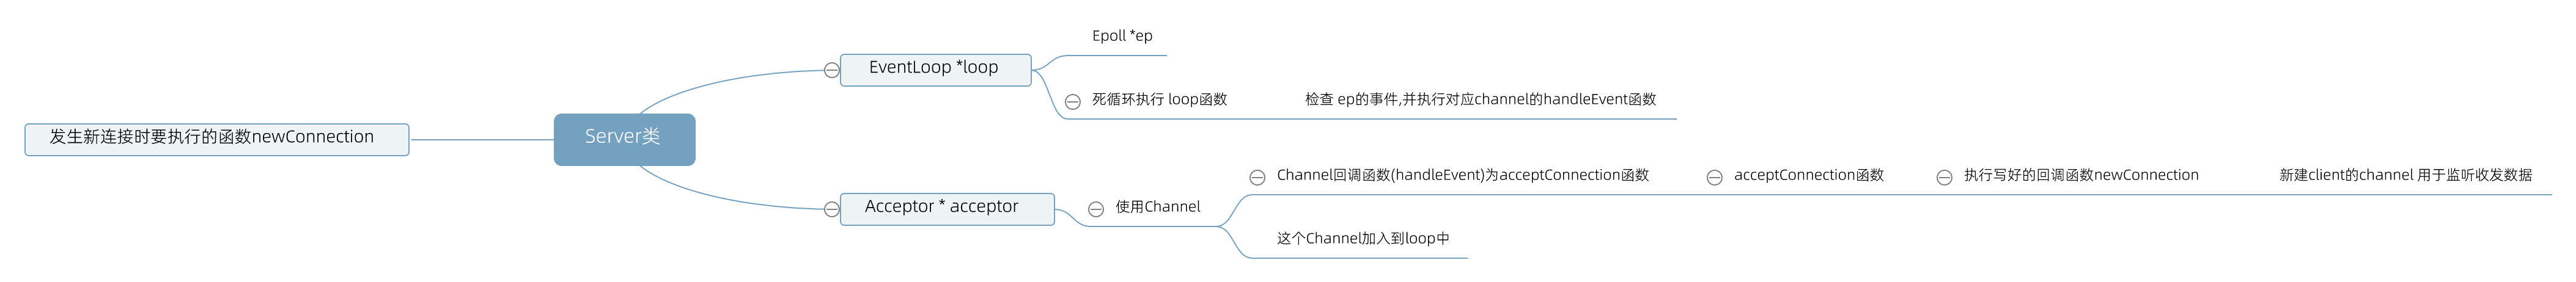 发生新连接时要执行的函数newConnection
Server类
EventLoop *loop
Epoll *ep
死循环执行 loop函数
检查 ep的事件,并执行对应channel的handleEvent函数
Acceptor * acceptor
使用Channel
Channel回调函数(handleEvent)为acceptConnection函数
acceptConnection函数
执行写好的回调函数newConnection
新建client的channel 用于监听收发数据
这个Channel加入到loop中